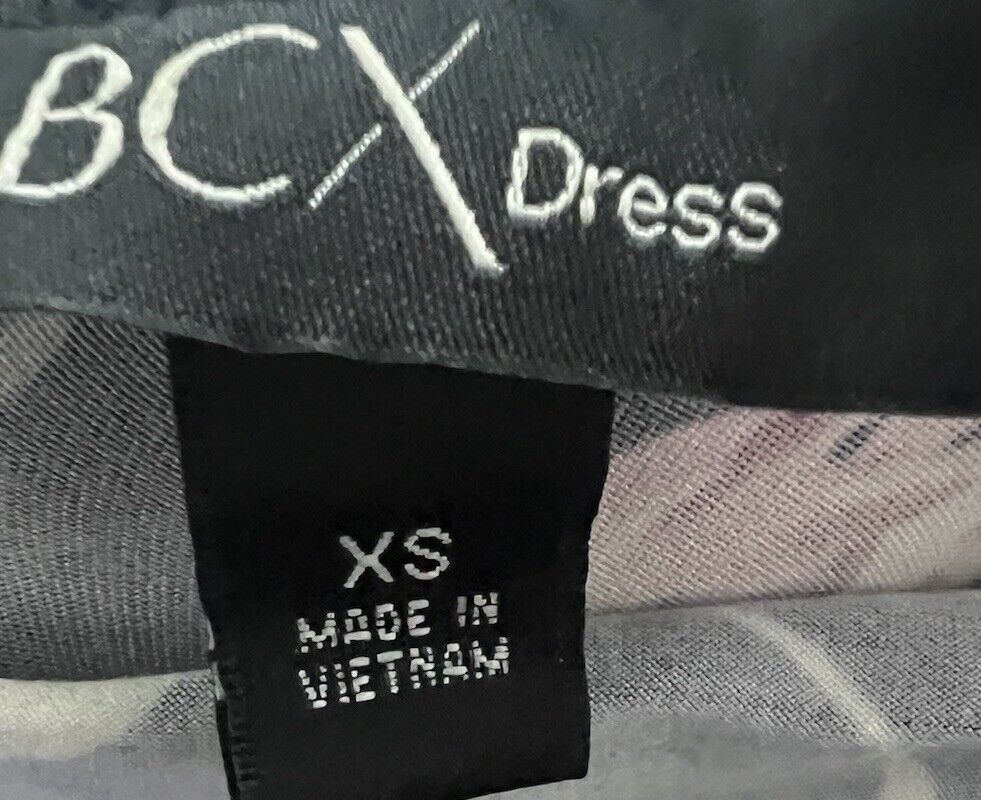 BCX Dress
XS
MADE IN
VIETNAM